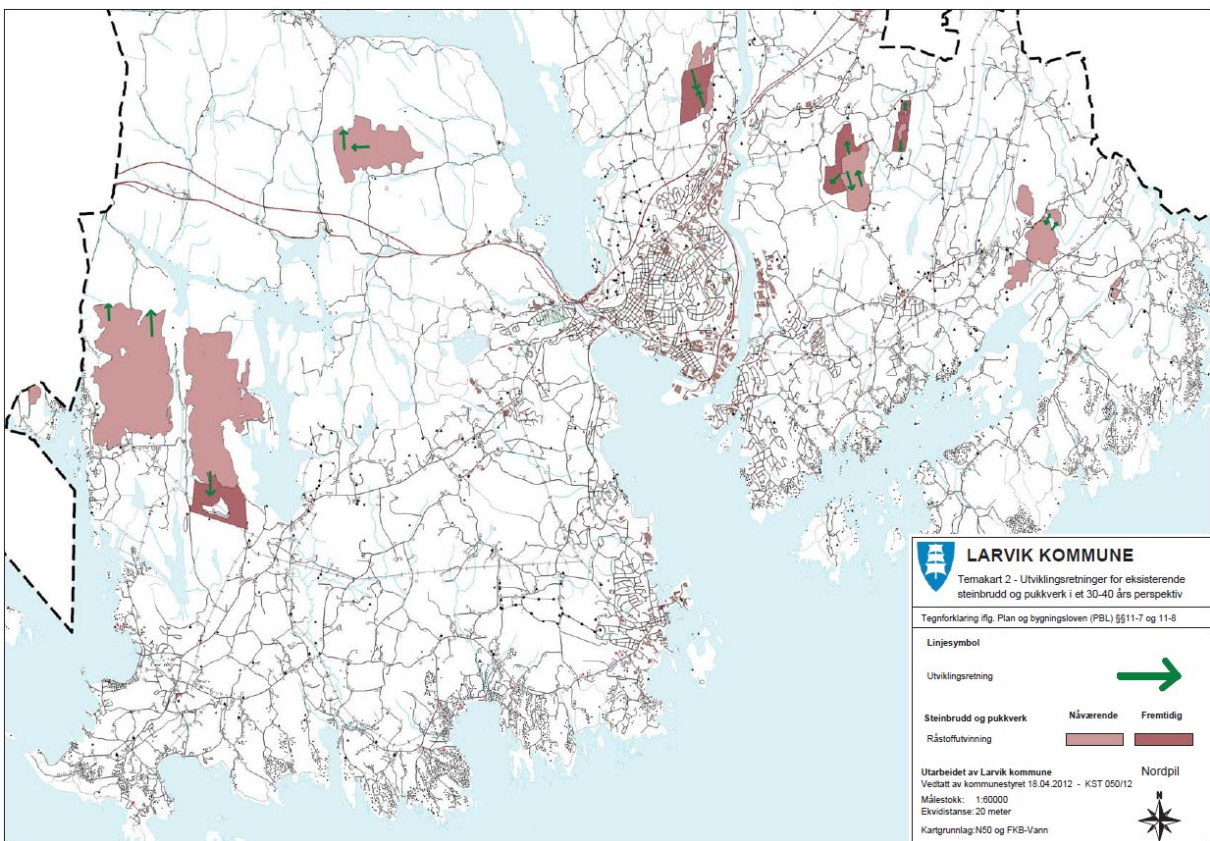 LARVIK KOMMUNE
Temakart 2 - Utviklingsretninger for eksisterende
steinbrudd og pukkverk i et 30-40 års perspektiv
Tegnforklaring iflg. Plan og bygningsloven (PBL) §§11-7 og 11-8
Linjesymbol
Utviklingsretning
Steinbrudd og pukkverk Nåværende Fremtidig
Råstoffutvinning
Utarbeidet av Larvik kommune
Vedtatt av kommunestyret 18.04.2012 - KST 050/12
Målestokk: 1:60000
Ekvidistanse: 20 meter
Kartgrunnlag: N50 og FKB-Vann
Nordpil
N